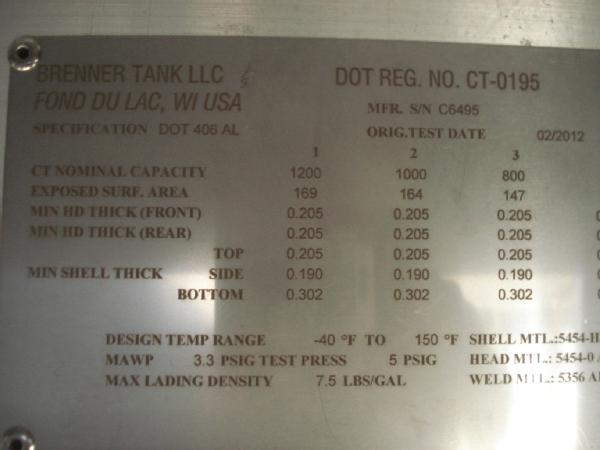 BRENNER TANK LLC DOT REG. NO. CT-0195
FOND DU LAC, WI USA MFR. S/N C6495
SPECIFICATION DOT 406 AL ORIG.TEST DATE 02/2012
1 2 3
CT NOMINAL CAPACITY 1200 1000 800
EXPOSED SURF. AREA 169 164 147
MIN HD THICK (FRONT) 0.205 0.205 0.205
MIN HD THICK (REAR) 0.205 0.205 0.205
TOP 0.205 0.205 0.205
MIN SHELL THICK SIDE 0.190 0.190 0.190
BOTTOM 0.302 0.302 0.302
DESIGN TEMP RANGE -40 °F TO 150 °F SHELL MTL.:5454-H
MAWP 3.3 PSIG TEST PRESS 5 PSIG HEAD MTL.: 5454-0
MAX LADING DENSITY 7.5 LBS/GAL WELD MTL.: 5356